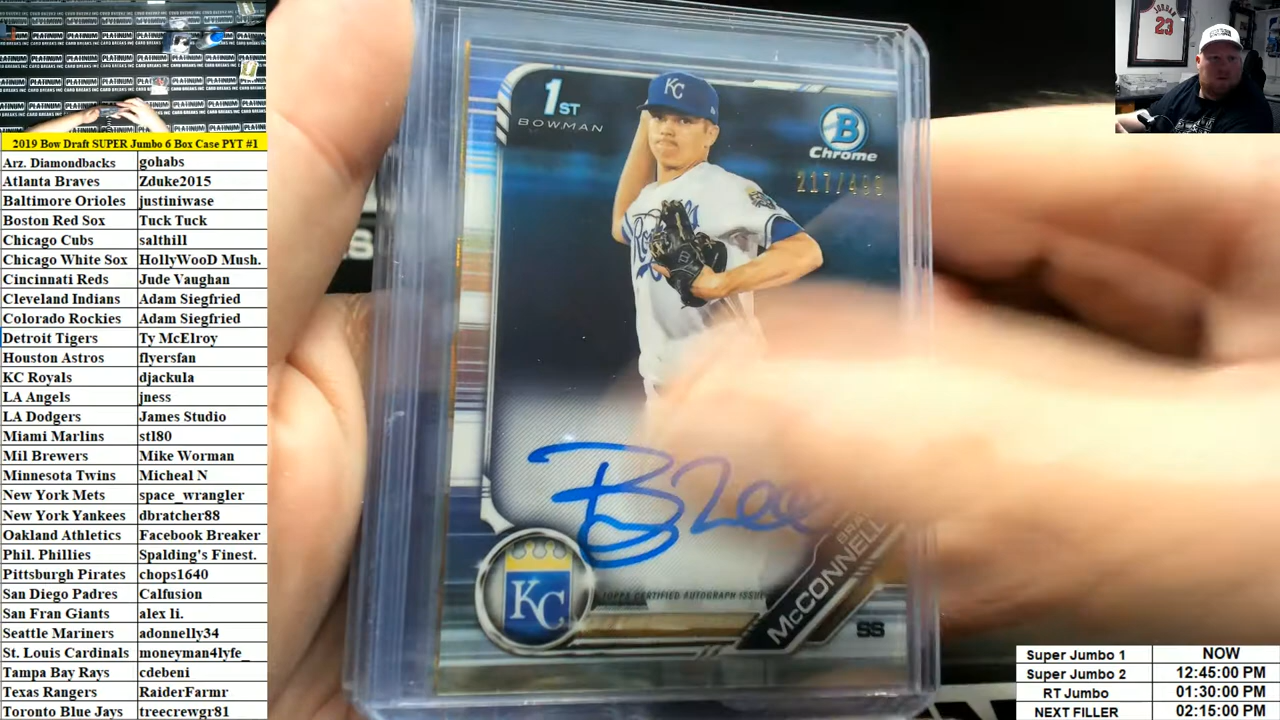 2019 Bow Draft SUPER Jumbo 6 Box Case PYT #1
Arz. Diamondbacks gohabs
Atlanta Braves Zduke2015
Baltimore Orioles justiniwase
Boston Red Sox Tuck Tuck
Chicago Cubs salthill
Chicago White Sox HollyWooD Mush.
Cincinnati Reds Jude Vaughan
Cleveland Indians Adam Siegfried
Colorado Rockies Adam Siegfried
Detroit Tigers Ty McElroy
Houston Astros flyersfan
KC Royals djackula
LA Angels jness
LA Dodgers James Studio
Miami Marlins stl80
Mil Brewers Mike Worman
Minnesota Twins Micheal N
New York Mets space_wrangler
New York Yankees dbratcher88
Oakland Athletics Facebook Breaker
Phil. Phillies Spalding's Finest.
Pittsburgh Pirates chops1640
San Diego Padres Calfusion
San Fran Giants alex li.
Seattle Mariners adonnelly34
St. Louis Cardinals moneyman4lyfe_
Tampa Bay Rays cdebeni
Texas Rangers RaiderFarmr
Toronto Blue Jays treecrewgr81
1ST
BOWMAN
B
Chrome
217/499
KC
KC
TOPPS CERTIFIED AUTOGRAPH ISSUE
McCONNELL
SS
JORDAN
23
Super Jumbo 1 NOW
Super Jumbo 2 12:45:00 PM
RT Jumbo 01:30:00 PM
NEXT FILLER 02:15:00 PM